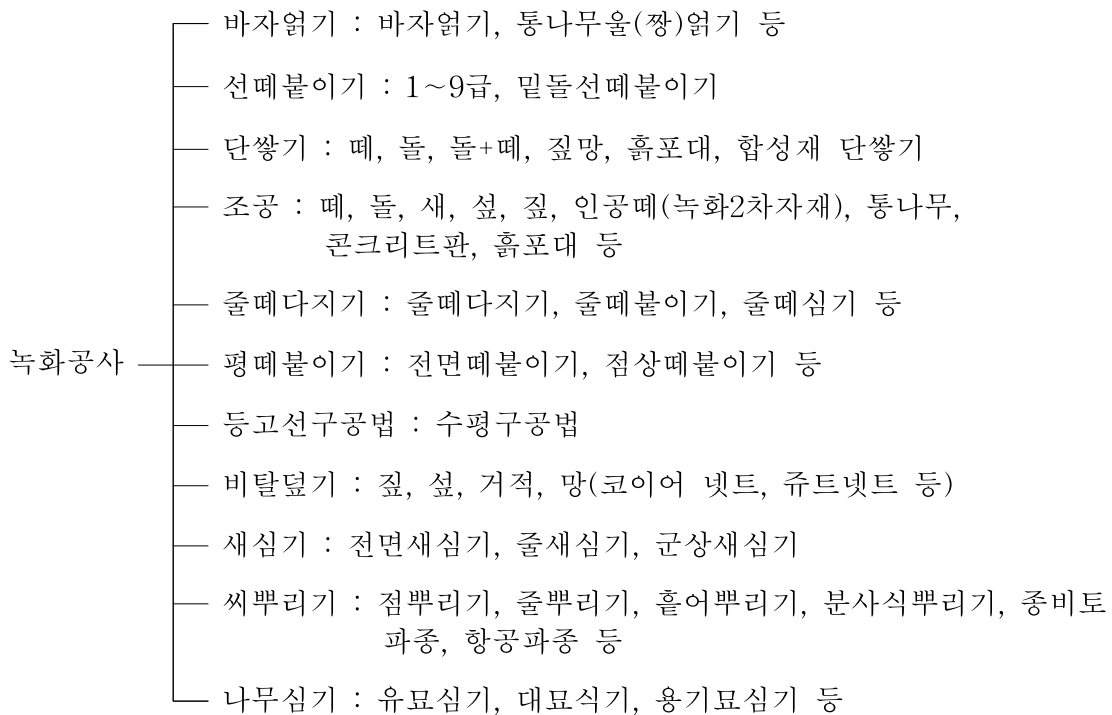 바자얽기 : 바자얽기, 통나무울(짱)얽기 등
선떼붙이기 : 1~9급, 밑돌선떼붙이기
단쌓기 : 떼, 돌, 돌+떼, 짚망, 흙포대, 합성재 단쌓기
조공 : 떼, 돌, 새, 섶, 짚, 인공떼(녹화2차자재), 통나무,
콘크리트판, 흙포대 등
줄떼다지기 : 줄떼다지기, 줄떼붙이기, 줄떼심기 등
녹화공사
평떼붙이기 : 전면떼붙이기, 점상떼붙이기 등
등고선구공법 : 수평구공법
비탈덮기 : 짚, 섶, 거적, 망(코이어 넷트, 쥬트넷트 등)
새심기 : 전면새심기, 줄새심기, 군상새심기
씨뿌리기 : 점뿌리기, 줄뿌리기, 흩어뿌리기, 분사식뿌리기, 종비토
파종, 항공파종 등
나무심기 : 유묘심기, 대묘식기, 용기묘심기 등